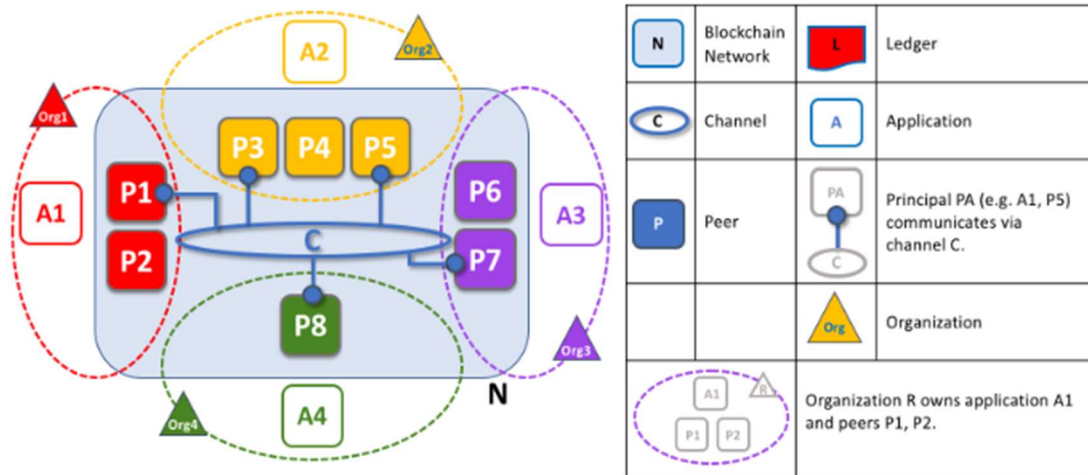 A2
Org2
Org1
P3
P4
P5
P1
P6
A1
A3
C
P2
P7
P8
Org3
N
A4
Org4
N
Blockchain
Network
L
Ledger
C
Channel
A
Application
P
Peer
PA
C
Principal PA (e.g. A1, P5)
communicates via
channel C.
Org
Organization
A1
R
P1
P2
Organization R owns application A1
and peers P1, P2.